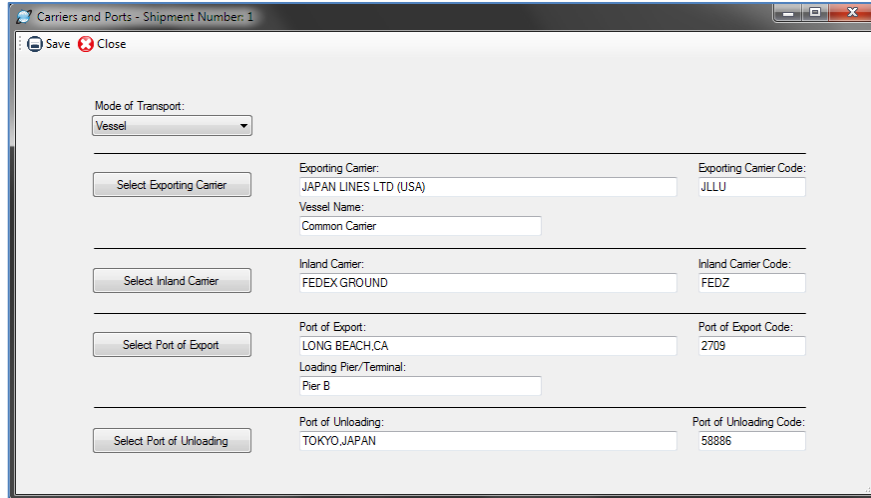 Carriers and Ports - Shipment Number: 1
Save Close
Mode of Transport:
Vessel
Exporting Carrier: Exporting Carrier Code:
Select Exporting Carrier JAPAN LINES LTD (USA) JLLU
Vessel Name:
Common Carrier
Inland Carrier: Inland Carrier Code:
Select Inland Carrier FEDEX GROUND FEDZ
Port of Export: Port of Export Code:
Select Port of Export LONG BEACH,CA 2709
Loading Pier/Terminal:
Pier B
Port of Unloading: Port of Unloading Code:
Select Port of Unloading TOKYO,JAPAN 58886